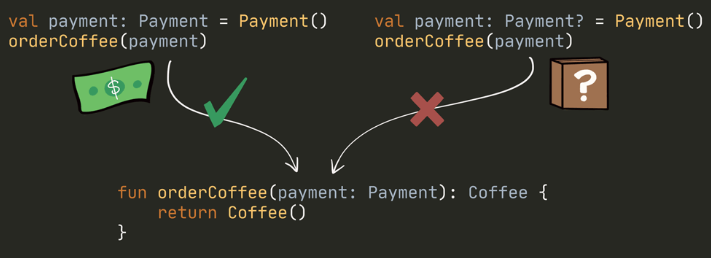 val payment: Payment = Payment()
orderCoffee(payment)
$
val payment: Payment? = Payment()
orderCoffee(payment)
?
fun orderCoffee(payment: Payment): Coffee {
    return Coffee()
}